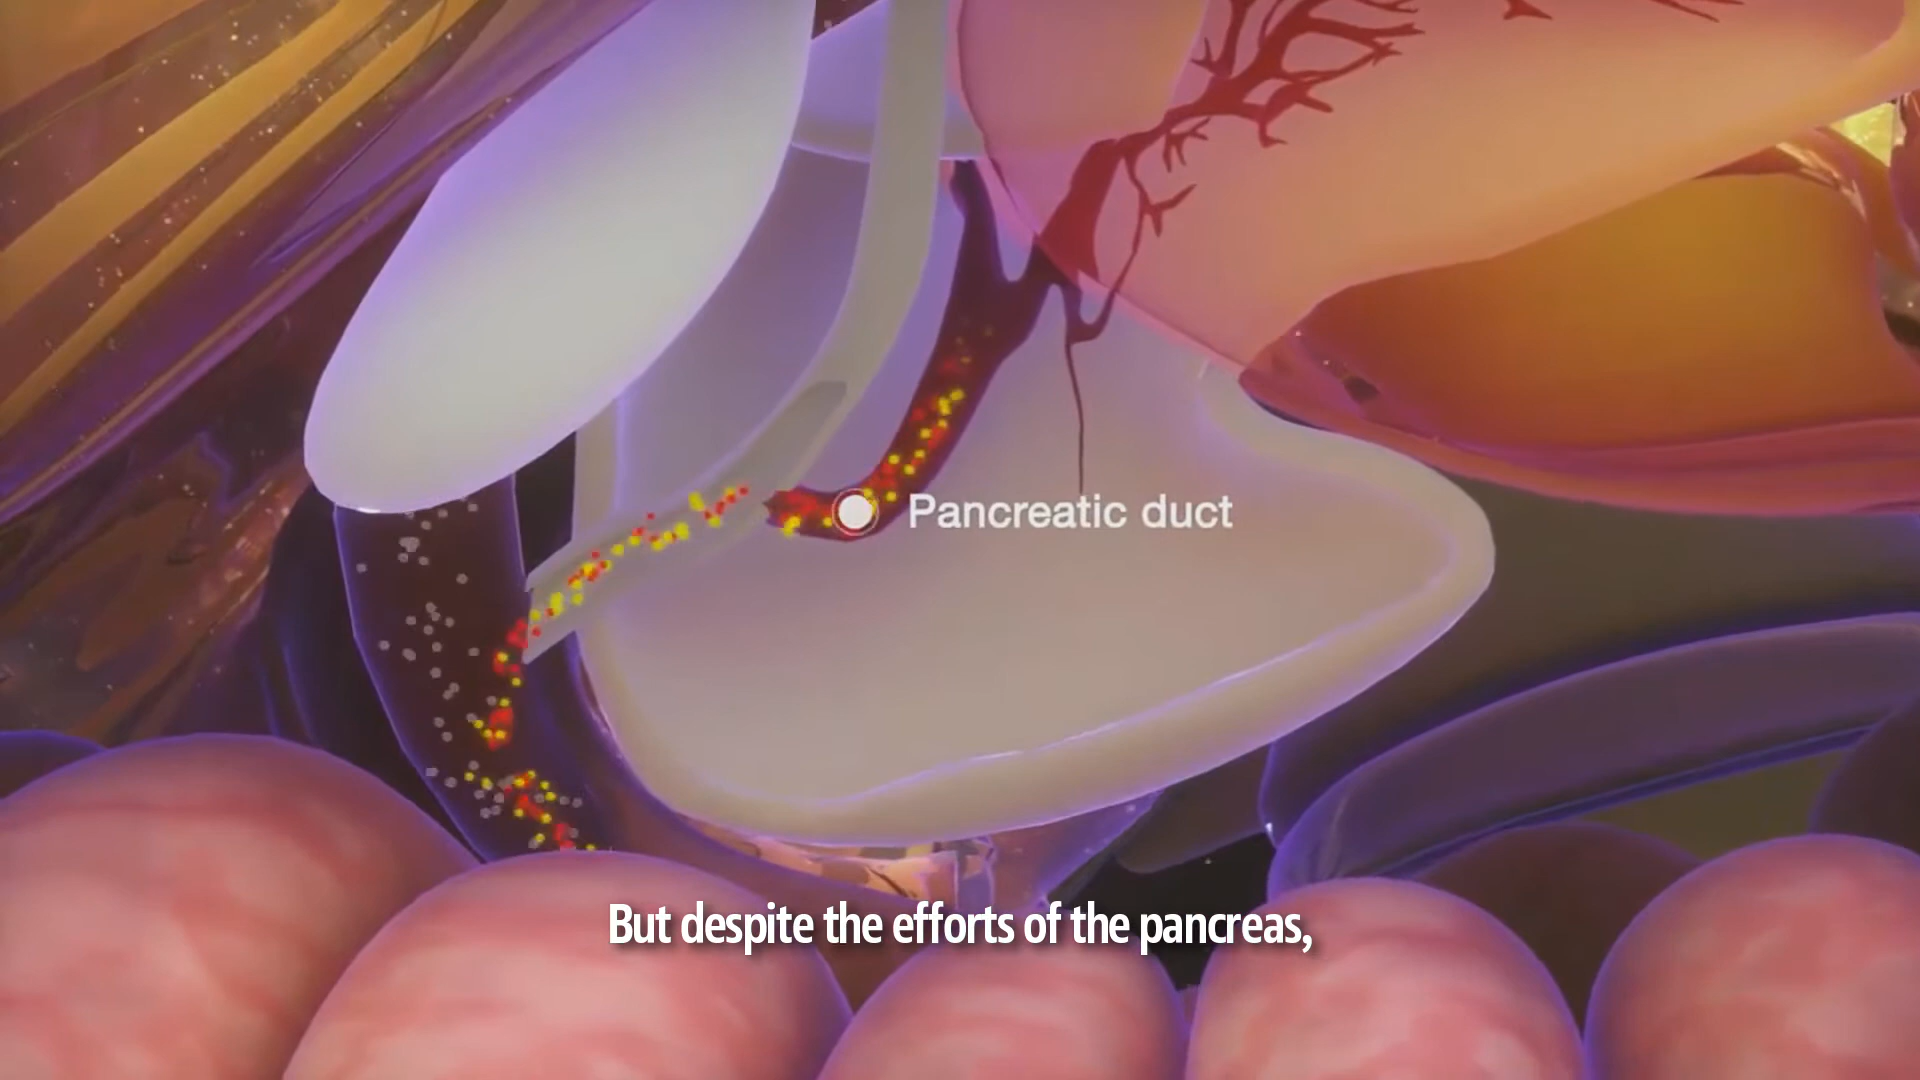 Pancreatic duct
But despite the efforts of the pancreas,